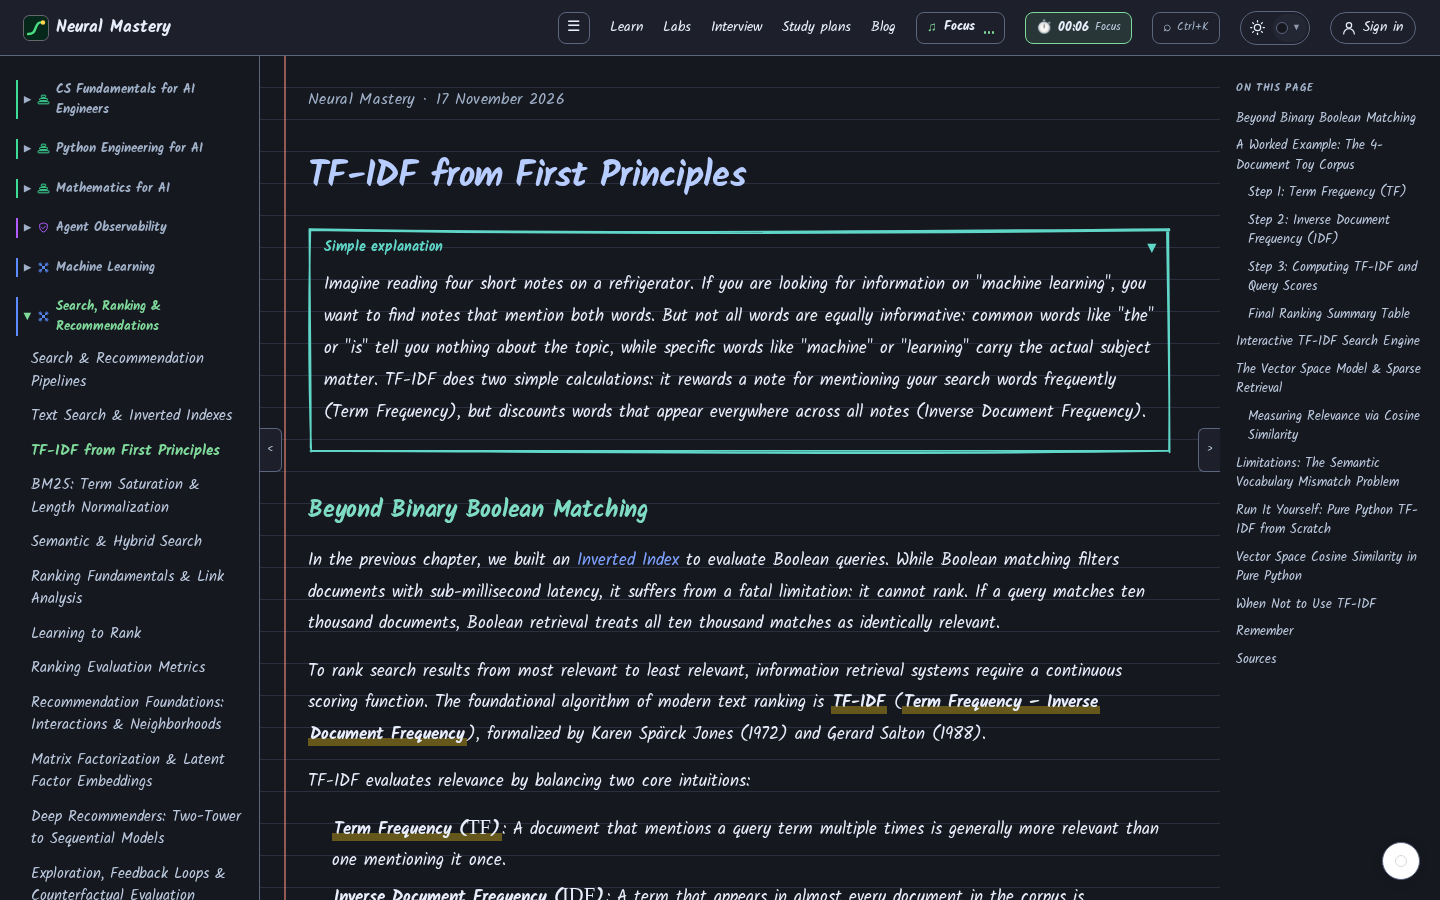 Neural Mastery
Learn Labs Interview Study plans Blog Focus ... 00:06 Focus Ctrl+K Sign in
CS Fundamentals for AI
Engineers
Python Engineering for AI
Mathematics for AI
Agent Observability
Machine Learning
Search, Ranking &
Recommendations
Search & Recommendation
Pipelines
Text Search & Inverted Indexes
TF-IDF from First Principles
BM25: Term Saturation &
Length Normalization
Semantic & Hybrid Search
Ranking Fundamentals & Link
Analysis
Learning to Rank
Ranking Evaluation Metrics
Recommendation Foundations:
Interactions & Neighborhoods
Matrix Factorization & Latent
Factor Embeddings
Deep Recommenders: Two-Tower
to Sequential Models
Exploration, Feedback Loops &
Counterfactual Evaluation
Neural Mastery · 17 November 2026
TF-IDF from First Principles
Simple explanation
Imagine reading four short notes on a refrigerator. If you are looking for information on "machine learning", you
want to find notes that mention both words. But not all words are equally informative: common words like "the"
or "is" tell you nothing about the topic, while specific words like "machine" or "learning" carry the actual subject
matter. TF-IDF does two simple calculations: it rewards a note for mentioning your search words frequently
(Term Frequency), but discounts words that appear everywhere across all notes (Inverse Document Frequency).
Beyond Binary Boolean Matching
In the previous chapter, we built an Inverted Index to evaluate Boolean queries. While Boolean matching filters
documents with sub-millisecond latency, it suffers from a fatal limitation: it cannot rank. If a query matches ten
thousand documents, Boolean retrieval treats all ten thousand matches as identically relevant.
To rank search results from most relevant to least relevant, information retrieval systems require a continuous
scoring function. The foundational algorithm of modern text ranking is TF-IDF (Term Frequency – Inverse
Document Frequency), formalized by Karen Spärck Jones (1972) and Gerard Salton (1988).
TF-IDF evaluates relevance by balancing two core intuitions:
Term Frequency (TF): A document that mentions a query term multiple times is generally more relevant than
one mentioning it once.
Inverse Document Frequency (IDF): A term that appears in almost every document in the corpus is
ON THIS PAGE
Beyond Binary Boolean Matching
A Worked Example: The 4-
Document Toy Corpus
Step 1: Term Frequency (TF)
Step 2: Inverse Document
Frequency (IDF)
Step 3: Computing TF-IDF and
Query Scores
Final Ranking Summary Table
Interactive TF-IDF Search Engine
The Vector Space Model & Sparse
Retrieval
Measuring Relevance via Cosine
Similarity
Limitations: The Semantic
Vocabulary Mismatch Problem
Run It Yourself: Pure Python TF-
IDF from Scratch
Vector Space Cosine Similarity in
Pure Python
When Not to Use TF-IDF
Remember
Sources